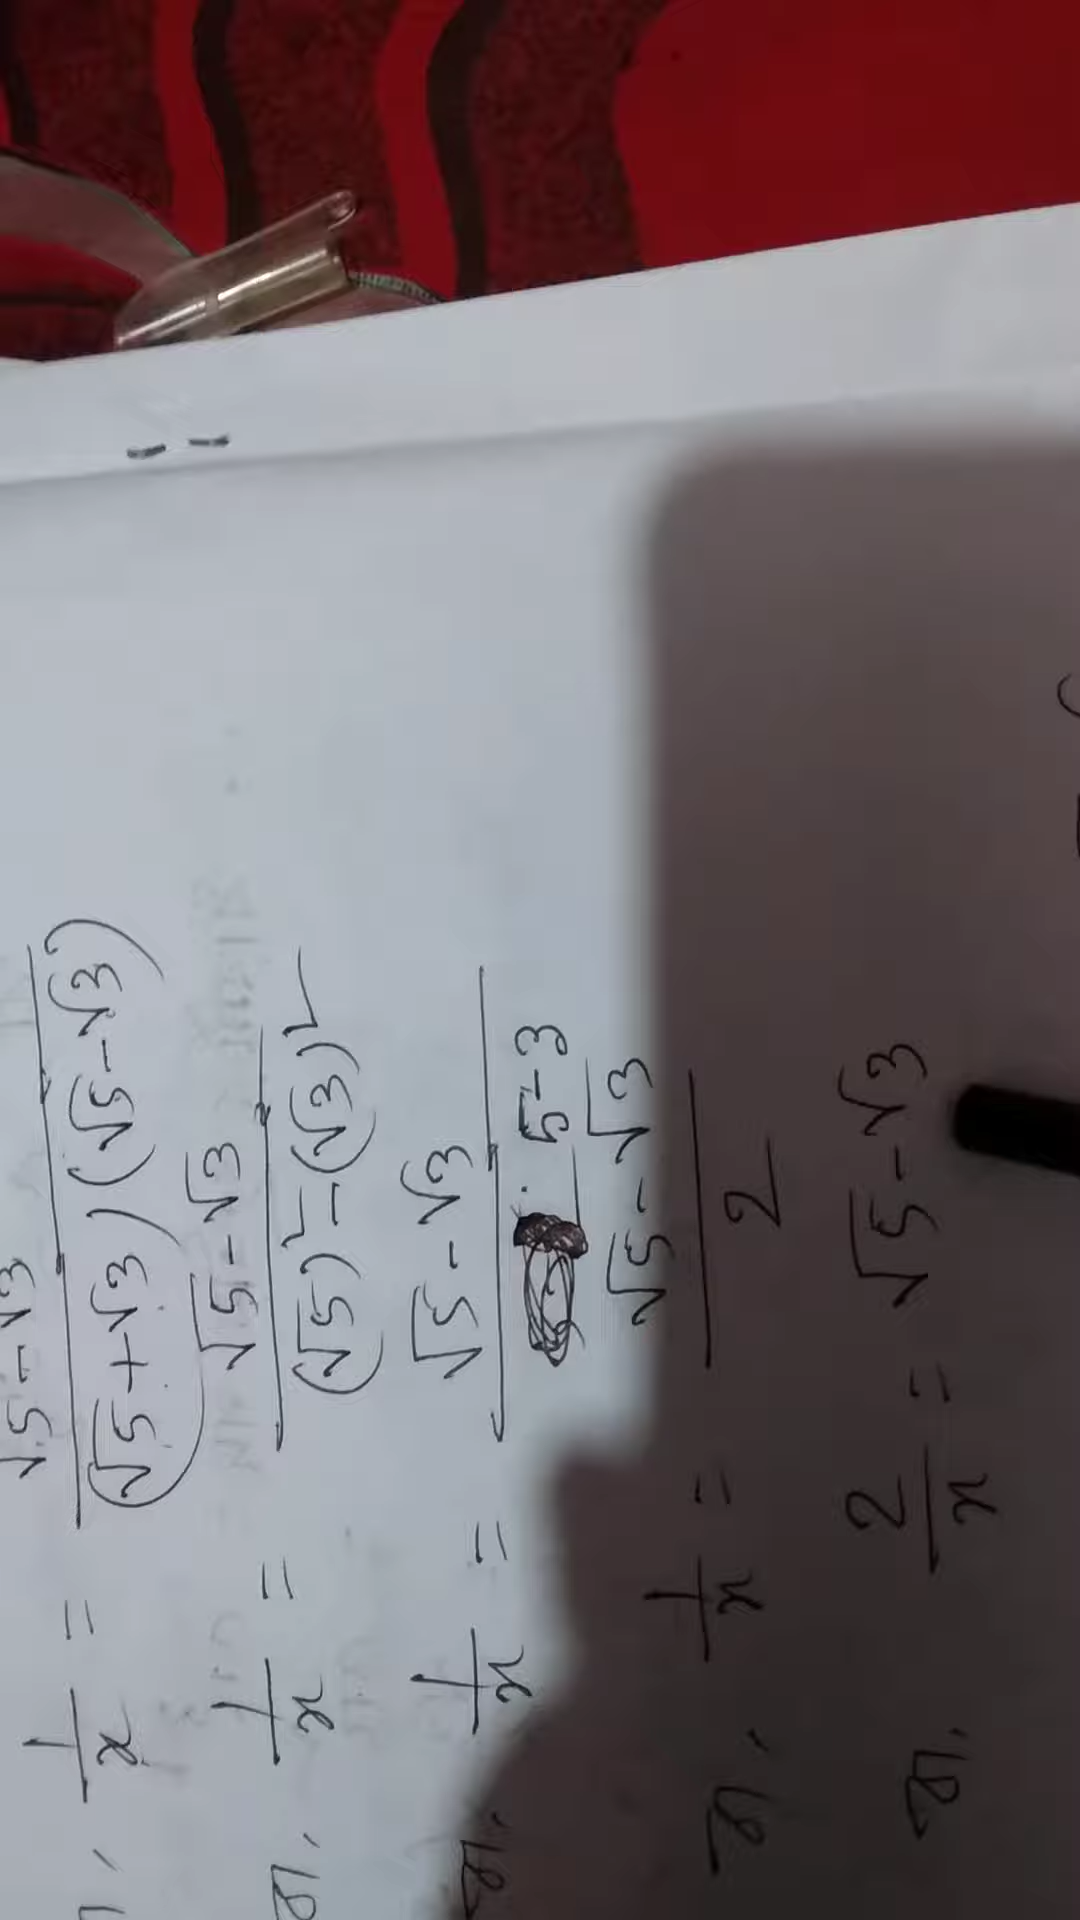 1/x = (√5-√3)/((√5+√3)(√5-√3))
বা, 1/x = (√5-√3)/((√5)²-(√3)²)
বা, 1/x = (√5-√3)/(5-3)
বা, 1/x = (√5-√3)/2
বা, 2/x = √5-√3